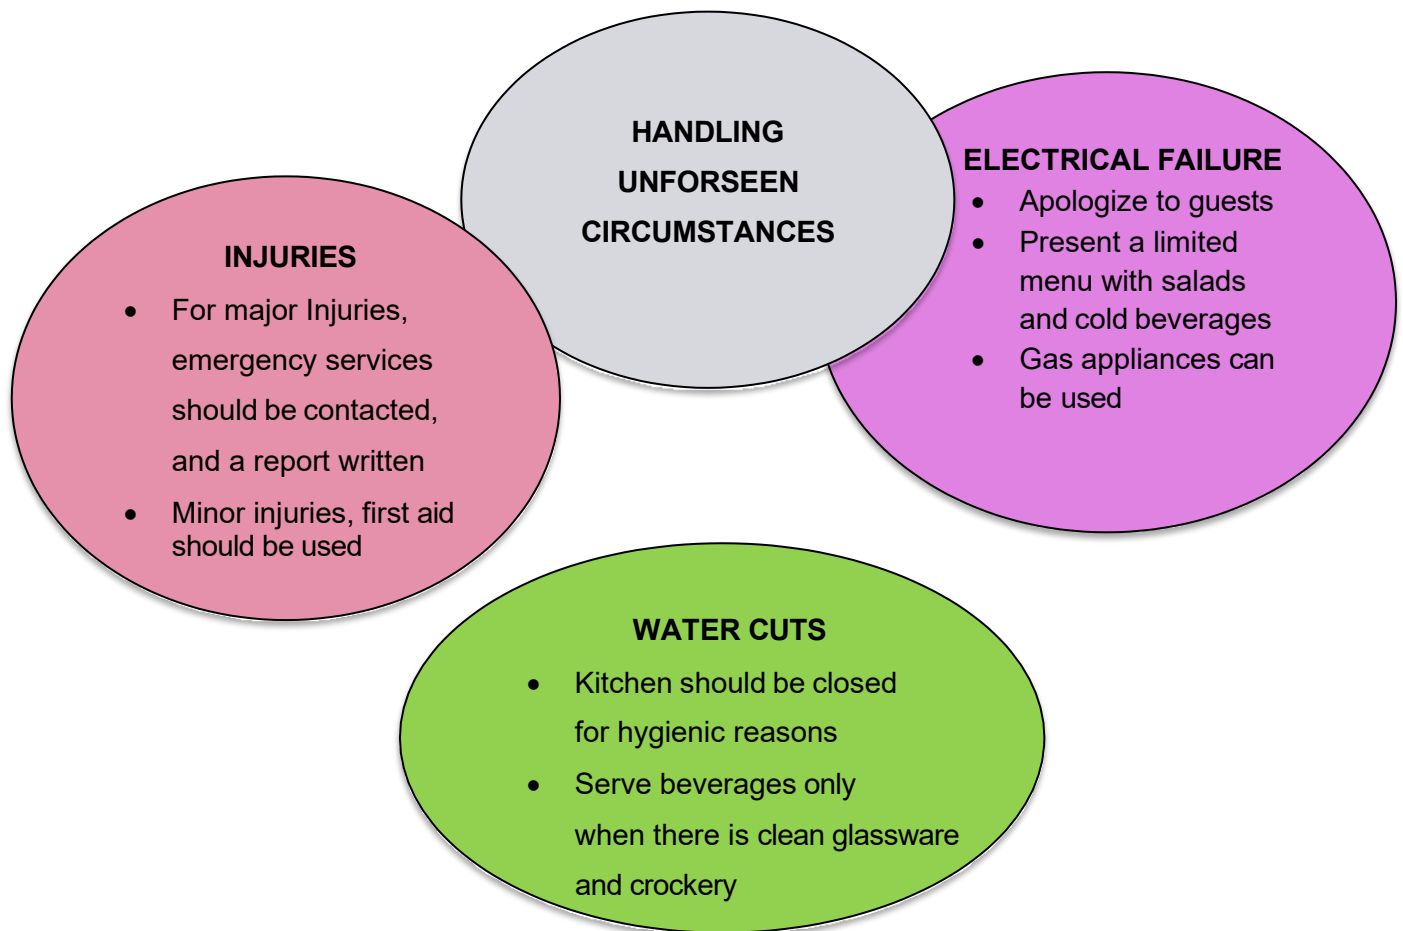 HANDLING
UNFORSEEN
CIRCUMSTANCES
ELECTRICAL FAILURE
• Apologize to guests
• Present a limited
menu with salads
and cold beverages
• Gas appliances can
be used
INJURIES
• For major Injuries,
emergency services
should be contacted,
and a report written
• Minor injuries, first aid
should be used
WATER CUTS
• Kitchen should be closed
for hygienic reasons
• Serve beverages only
when there is clean glassware
and crockery